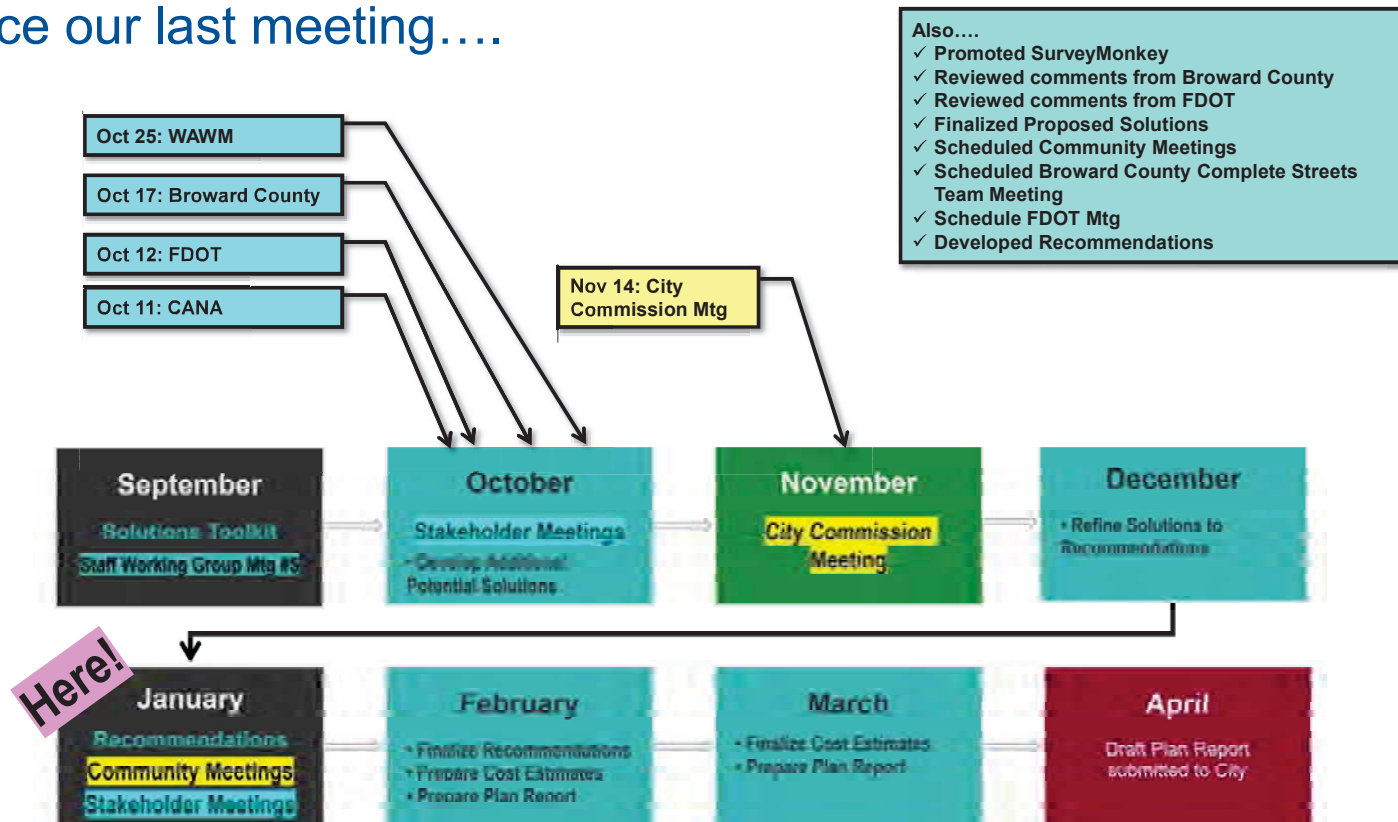 ce our last meeting….
Also….
✓ Promoted SurveyMonkey
✓ Reviewed comments from Broward County
✓ Reviewed comments from FDOT
✓ Finalized Proposed Solutions
✓ Scheduled Community Meetings
✓ Scheduled Broward County Complete Streets
Team Meeting
✓ Schedule FDOT Mtg
✓ Developed Recommendations
Oct 25: WAWM
Oct 17: Broward County
Oct 12: FDOT
Oct 11: CANA
Nov 14: City
Commission Mtg
September
Solutions Toolkit
Staff Working Group Mtg #5
October
Stakeholder Meetings
• Develop Additional
Potential Solutions
November
City Commission
Meeting
December
• Refine Solutions to
Recommendations
Here!
January
Recommendations
Community Meetings
Stakeholder Meetings
February
• Finalize Recommendations
• Prepare Cost Estimates
• Prepare Plan Report
March
• Finalize Cost Estimates
• Prepare Plan Report
April
Draft Plan Report
submitted to City